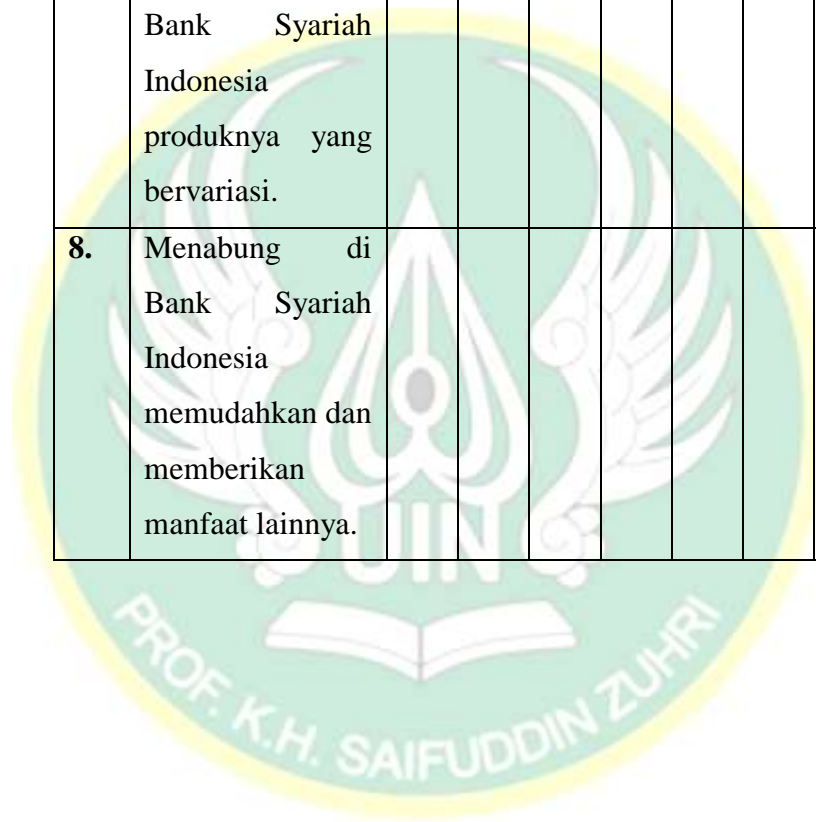 Bank Syariah
Indonesia
produknya yang
bervariasi.
8. Menabung di
Bank Syariah
Indonesia
memudahkan dan
memberikan
manfaat lainnya.
UIN
PROF. K.H. SAIFUDDIN ZUHRI